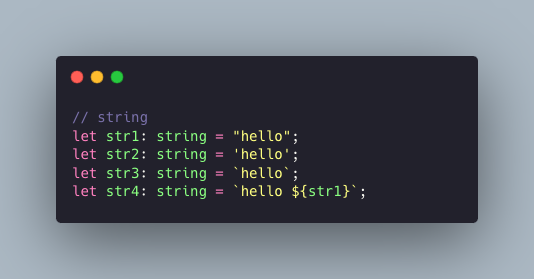 // string
let str1: string = "hello";
let str2: string = 'hello';
let str3: string = `hello`;
let str4: string = `hello ${str1}`;